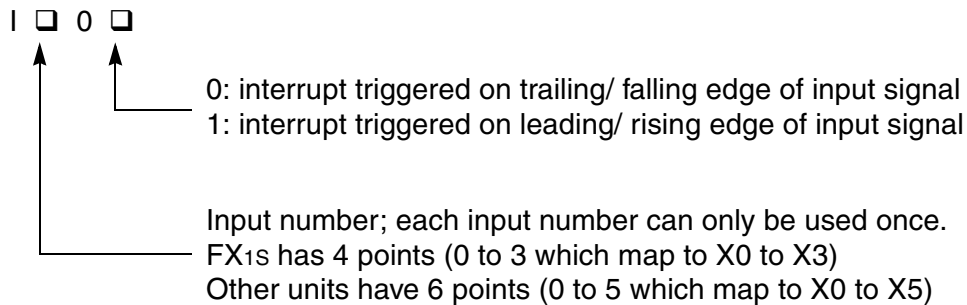 I ❑ 0 ❑
0: interrupt triggered on trailing/ falling edge of input signal
1: interrupt triggered on leading/ rising edge of input signal
Input number; each input number can only be used once.
FX1S has 4 points (0 to 3 which map to X0 to X3)
Other units have 6 points (0 to 5 which map to X0 to X5)